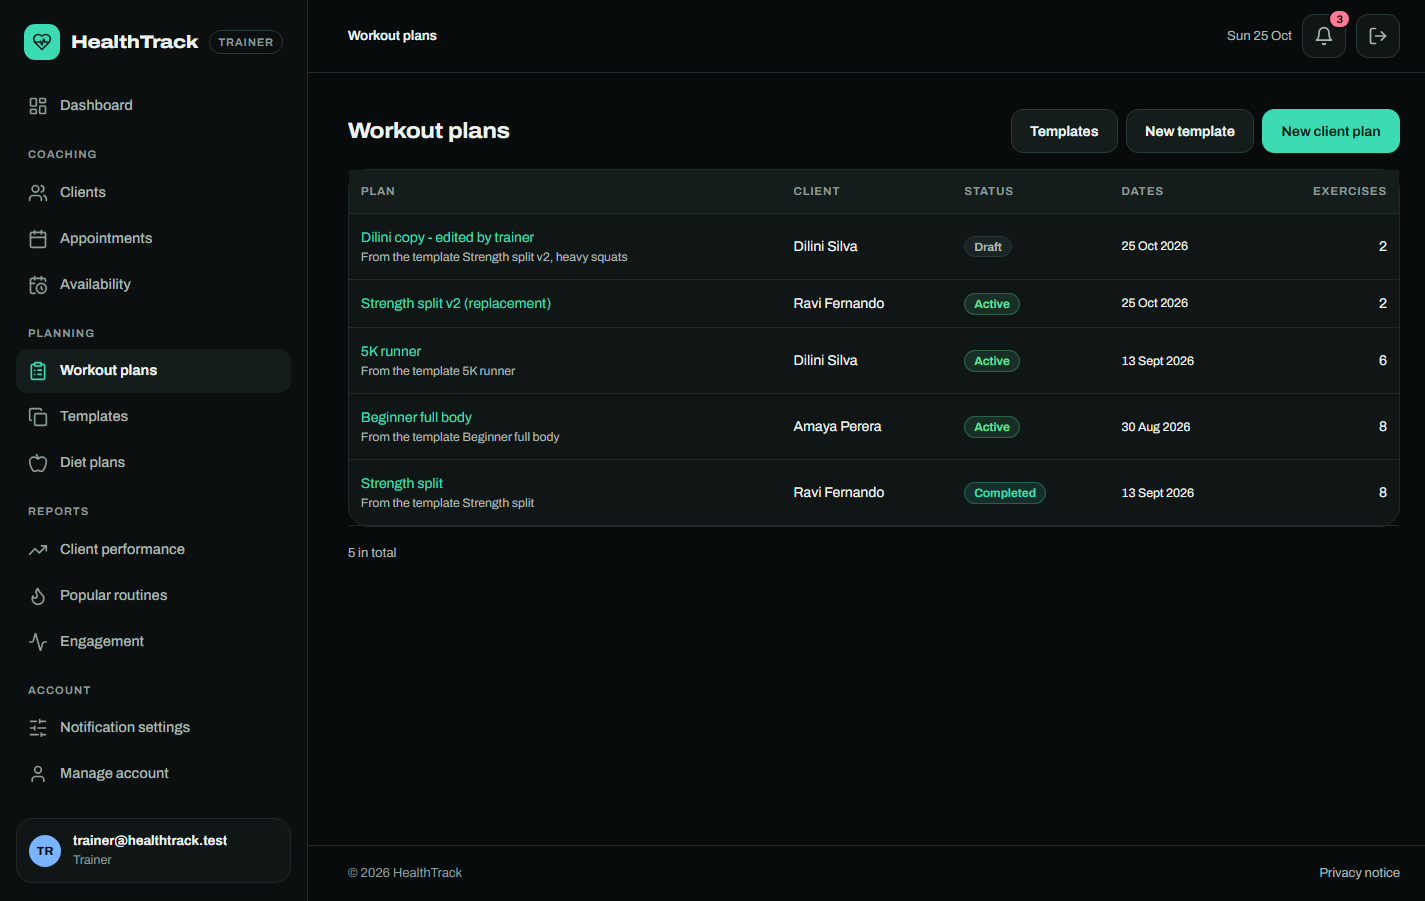 HealthTrack TRAINER
Dashboard
COACHING
Clients
Appointments
Availability
PLANNING
Workout plans
Templates
Diet plans
REPORTS
Client performance
Popular routines
Engagement
ACCOUNT
Notification settings
Manage account
TR
trainer@healthtrack.test
Trainer
Workout plans
Sun 25 Oct
3
Workout plans
Templates
New template
New client plan
PLAN CLIENT STATUS DATES EXERCISES
Dilini copy - edited by trainer
From the template Strength split v2, heavy squats
Dilini Silva Draft 25 Oct 2026 2
Strength split v2 (replacement) Ravi Fernando Active 25 Oct 2026 2
5K runner
From the template 5K runner
Dilini Silva Active 13 Sept 2026 6
Beginner full body
From the template Beginner full body
Amaya Perera Active 30 Aug 2026 8
Strength split
From the template Strength split
Ravi Fernando Completed 13 Sept 2026 8
5 in total
© 2026 HealthTrack
Privacy notice